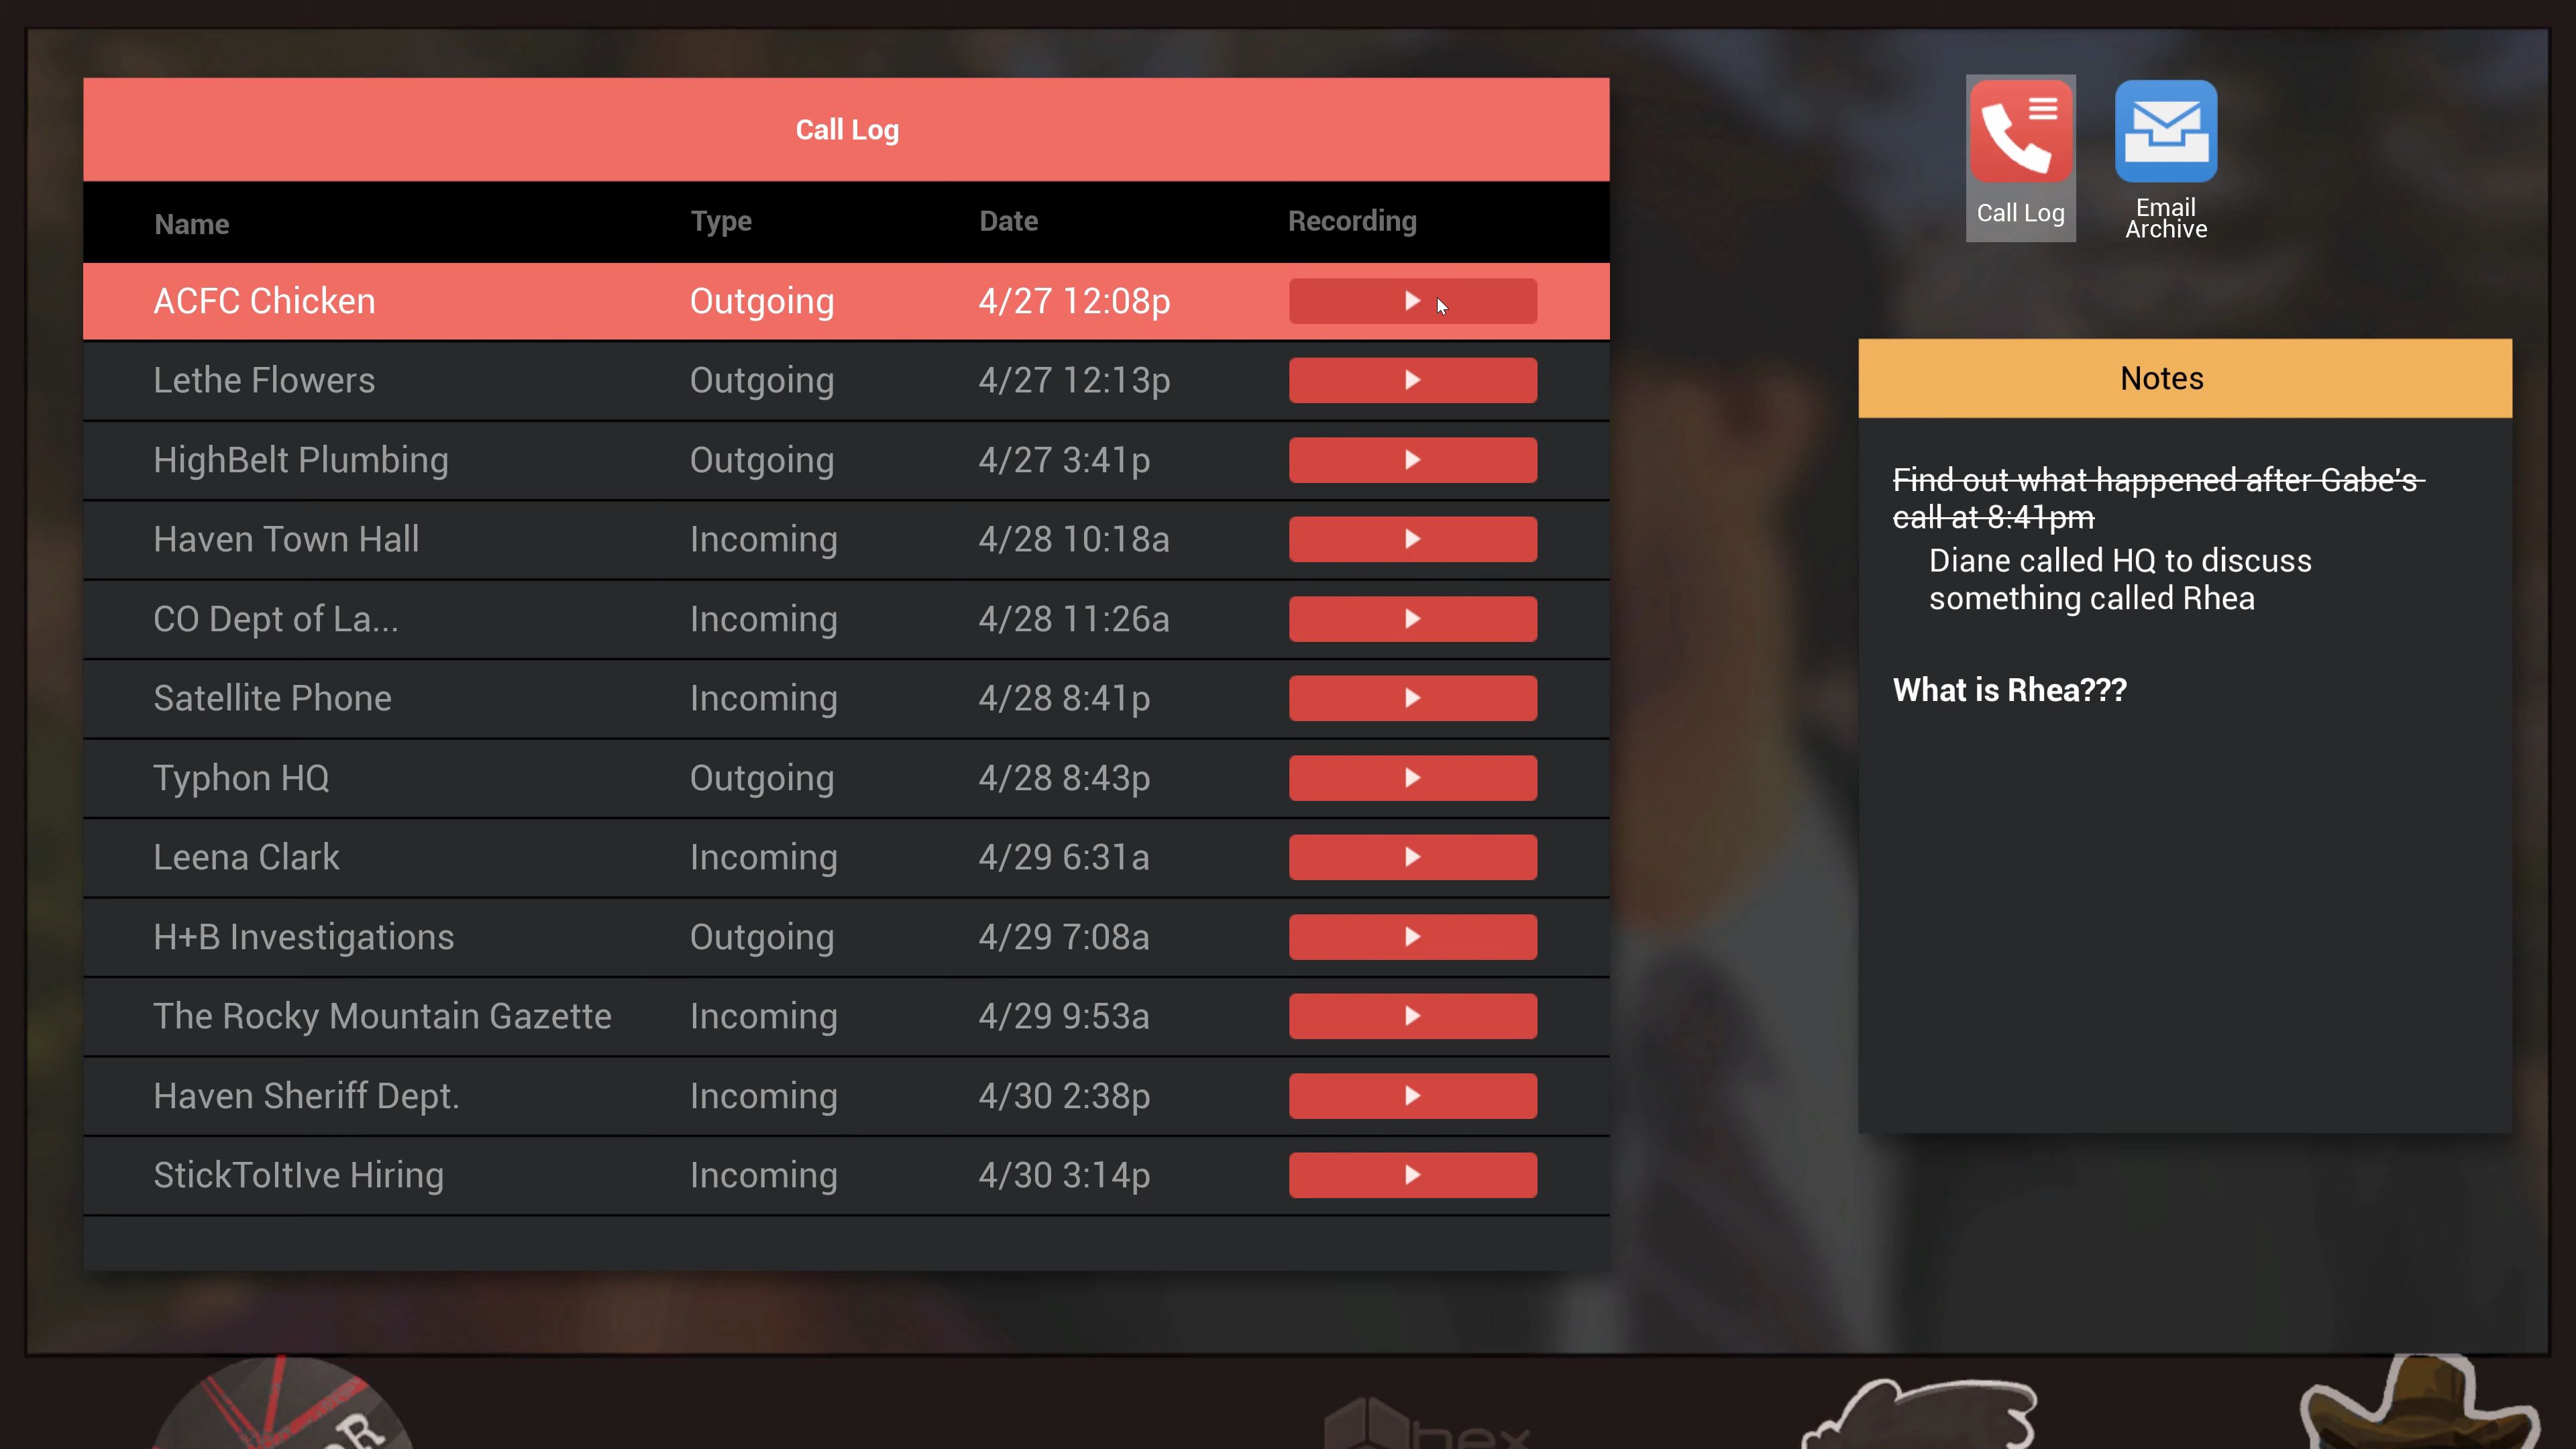 Call Log
Name Type Date Recording
ACFC Chicken Outgoing 4/27 12:08p
Lethe Flowers Outgoing 4/27 12:13p
HighBelt Plumbing Outgoing 4/27 3:41p
Haven Town Hall Incoming 4/28 10:18a
CO Dept of La... Incoming 4/28 11:26a
Satellite Phone Incoming 4/28 8:41p
Typhon HQ Outgoing 4/28 8:43p
Leena Clark Incoming 4/29 6:31a
H+B Investigations Outgoing 4/29 7:08a
The Rocky Mountain Gazette Incoming 4/29 9:53a
Haven Sheriff Dept. Incoming 4/30 2:38p
StickToItIve Hiring Incoming 4/30 3:14p
Call Log
Email
Archive
Notes
Find out what happened after Gabe's
call at 8:41pm
Diane called HQ to discuss
something called Rhea
What is Rhea???
hex